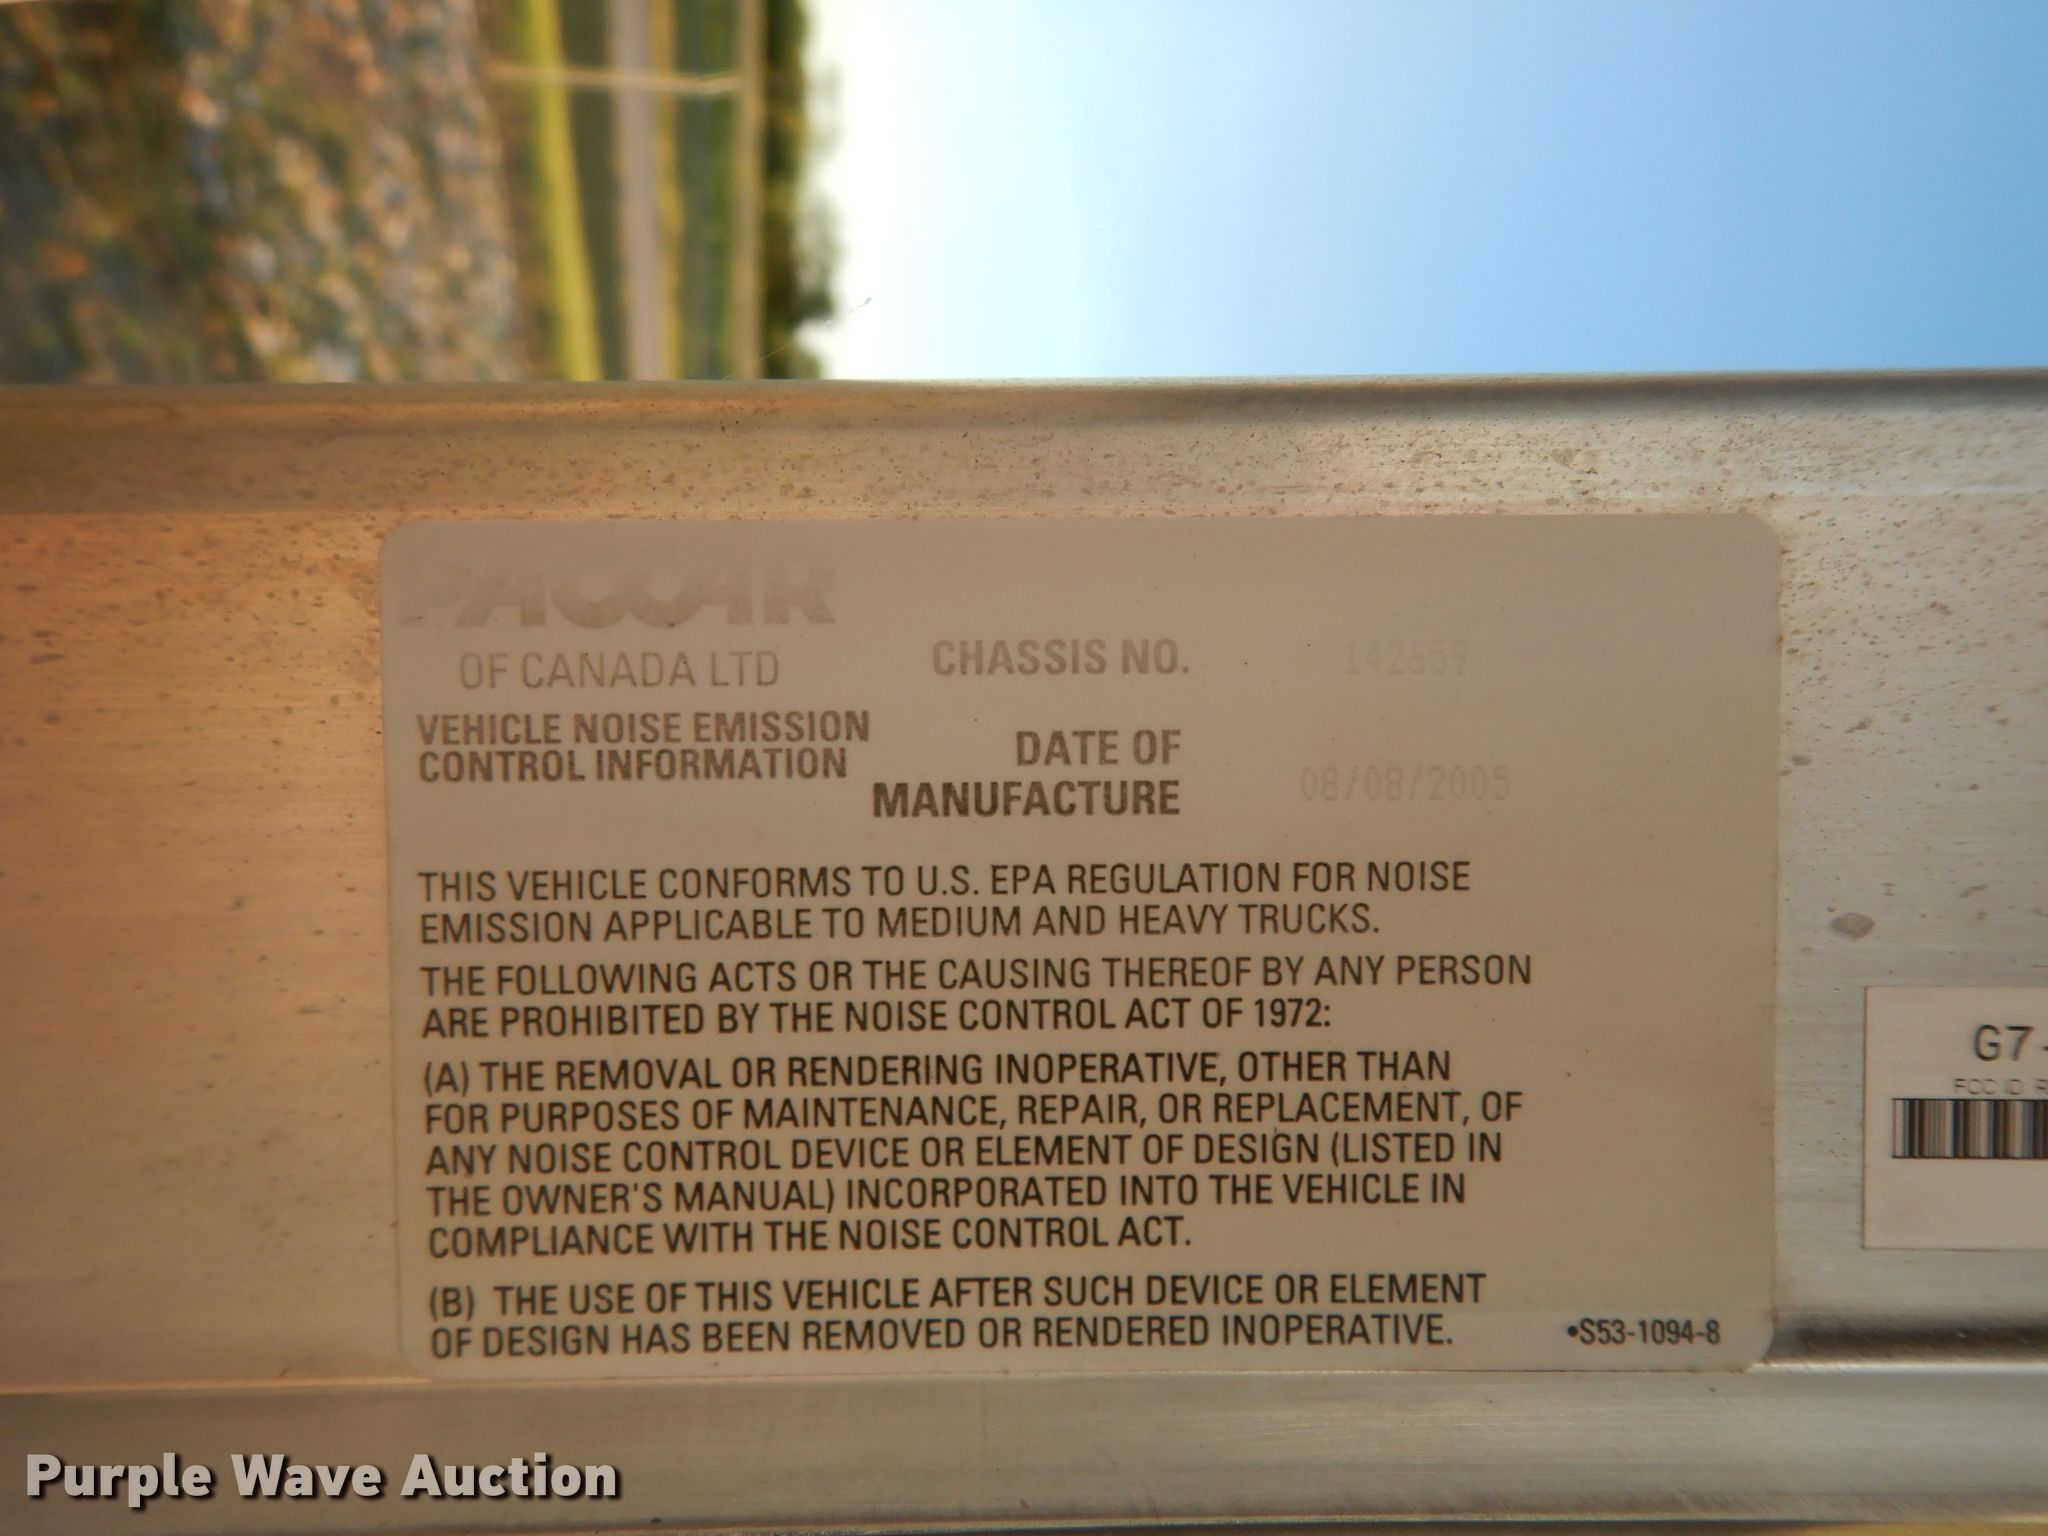 PACCAR
OF CANADA LTD
CHASSIS NO. 142659
VEHICLE NOISE EMISSION
CONTROL INFORMATION
DATE OF
MANUFACTURE 08/08/2005
THIS VEHICLE CONFORMS TO U.S. EPA REGULATION FOR NOISE
EMISSION APPLICABLE TO MEDIUM AND HEAVY TRUCKS.
THE FOLLOWING ACTS OR THE CAUSING THEREOF BY ANY PERSON
ARE PROHIBITED BY THE NOISE CONTROL ACT OF 1972:
(A) THE REMOVAL OR RENDERING INOPERATIVE, OTHER THAN
FOR PURPOSES OF MAINTENANCE, REPAIR, OR REPLACEMENT, OF
ANY NOISE CONTROL DEVICE OR ELEMENT OF DESIGN (LISTED IN
THE OWNER'S MANUAL) INCORPORATED INTO THE VEHICLE IN
COMPLIANCE WITH THE NOISE CONTROL ACT.
(B) THE USE OF THIS VEHICLE AFTER SUCH DEVICE OR ELEMENT
OF DESIGN HAS BEEN REMOVED OR RENDERED INOPERATIVE.
•S53-1094-8
G7-
FCC ID
Purple Wave Auction